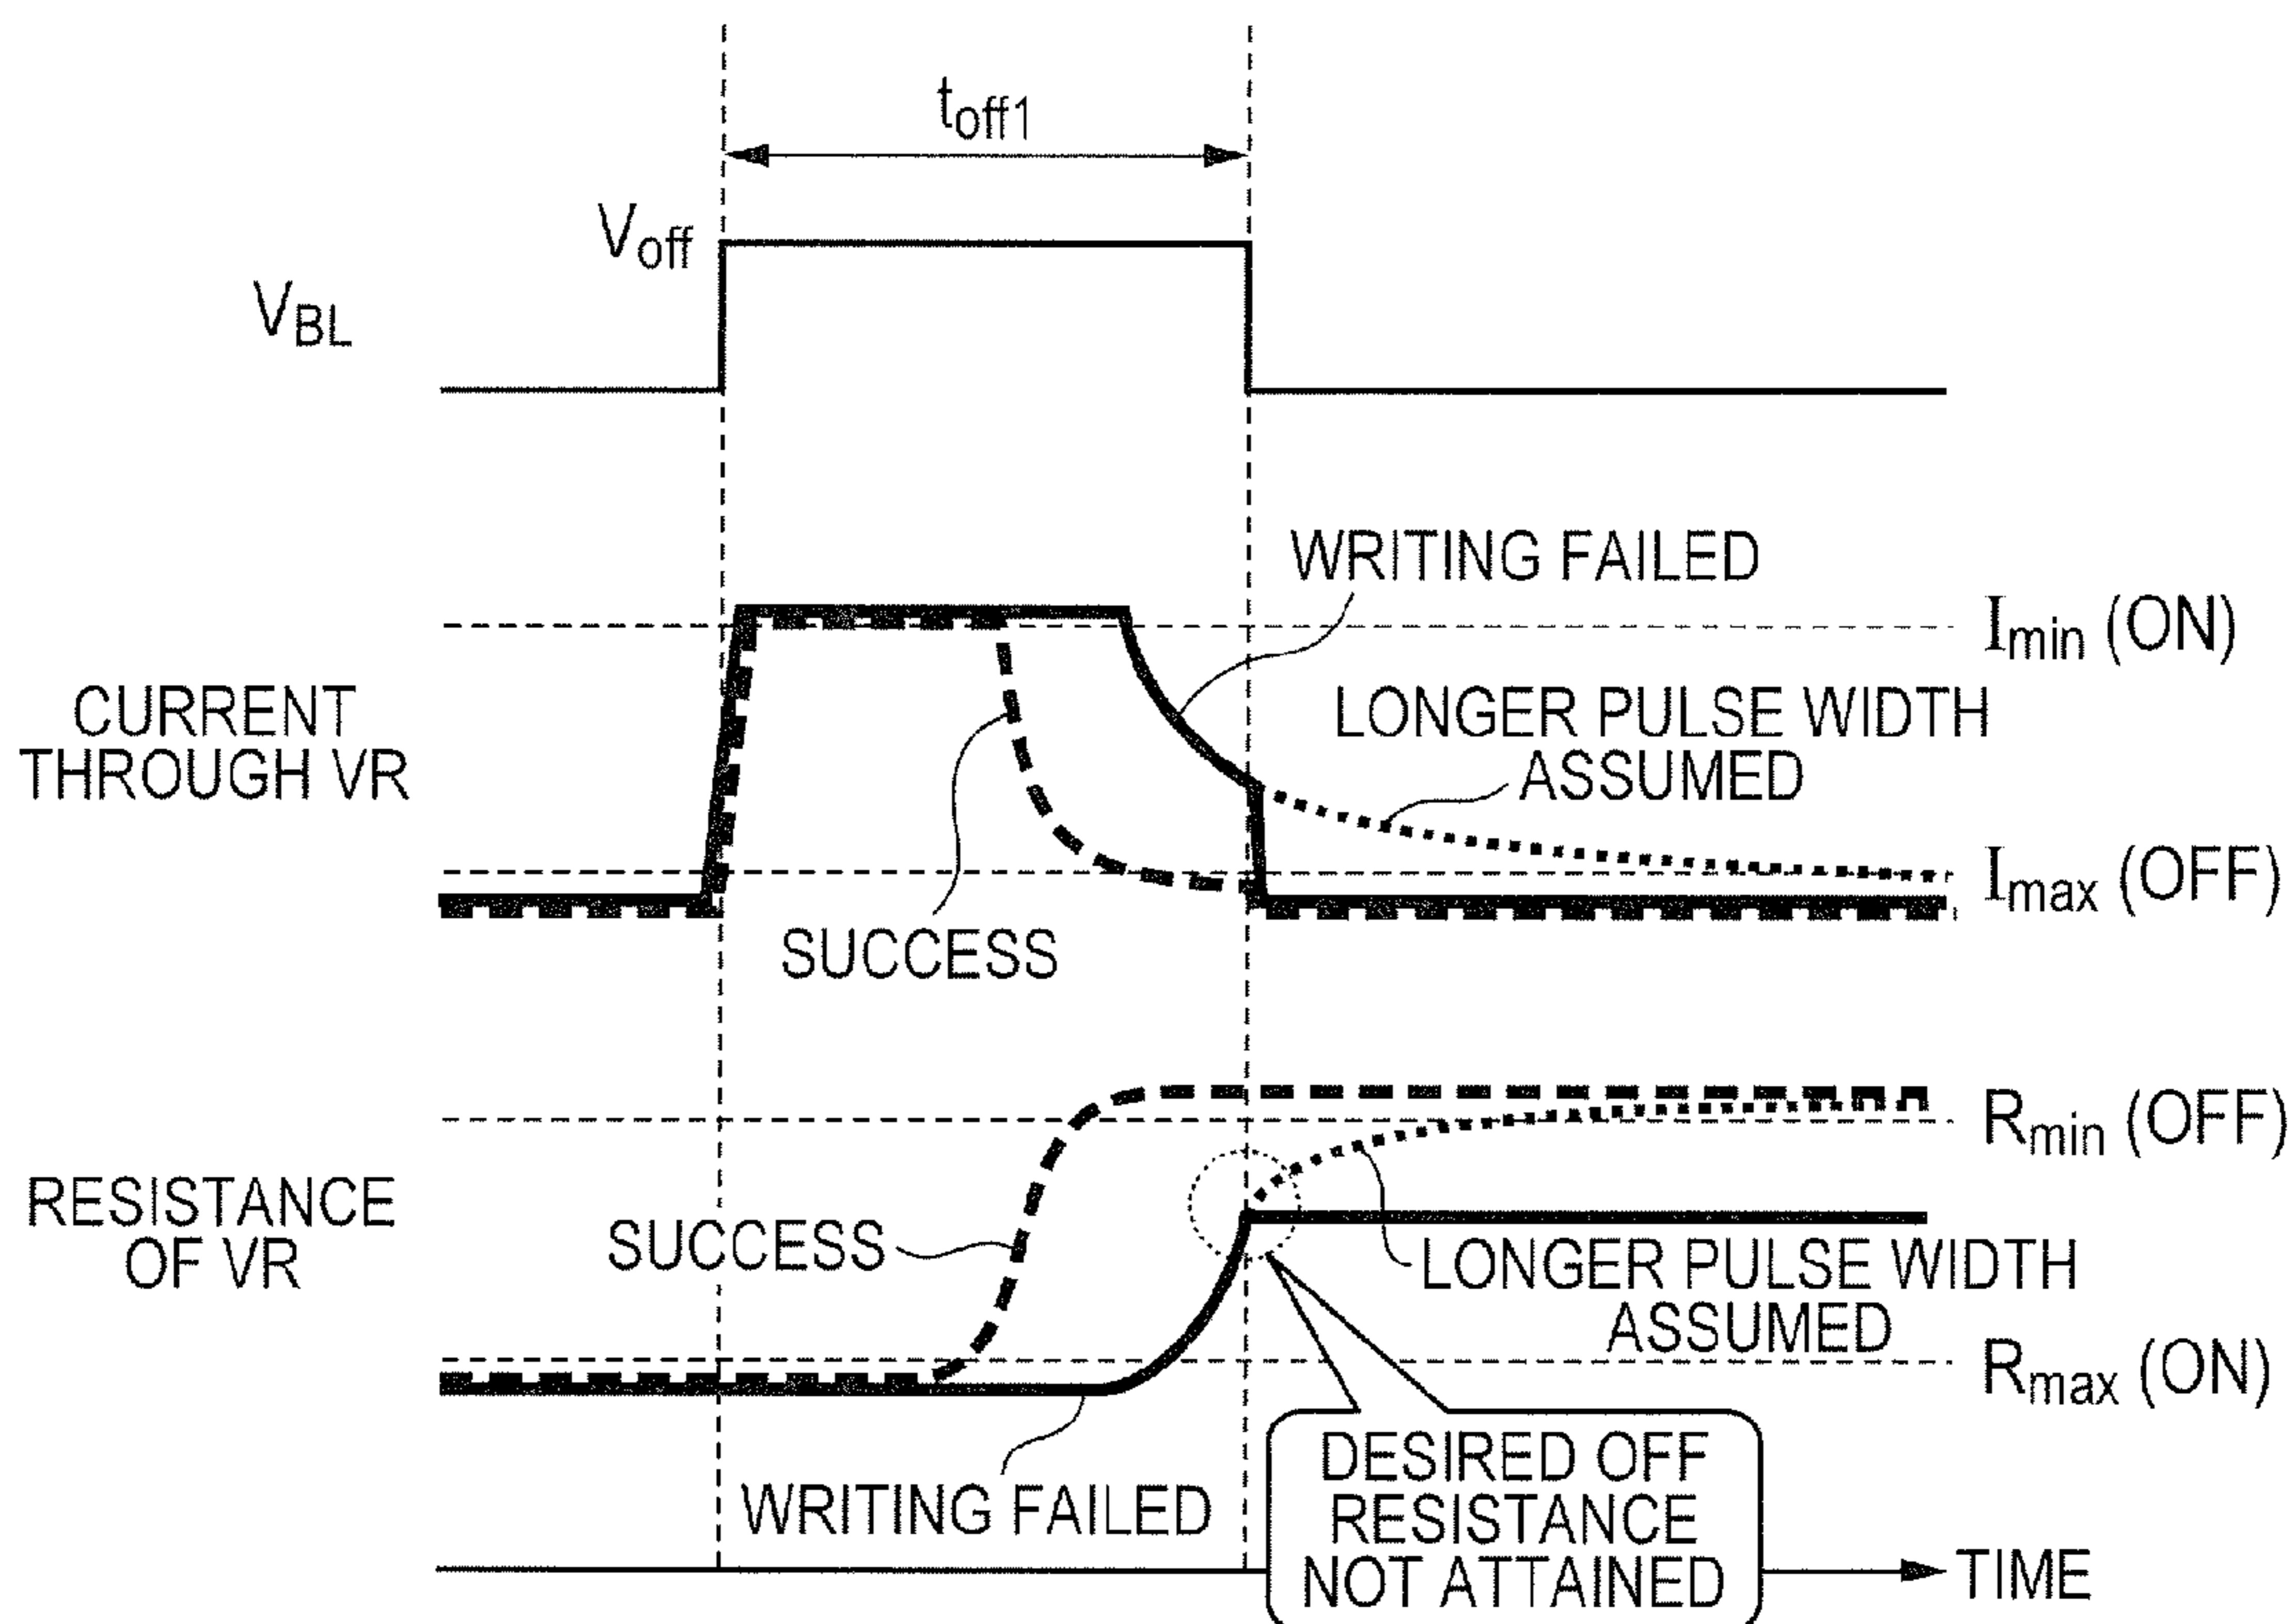 toff1
Voff
VBL
WRITING FAILED
Imin (ON)
CURRENT
THROUGH VR
LONGER PULSE WIDTH
ASSUMED
Imax (OFF)
SUCCESS
Rmin (OFF)
RESISTANCE
OF VR
SUCCESS
LONGER PULSE WIDTH
ASSUMED
Rmax (ON)
WRITING FAILED
DESIRED OFF
RESISTANCE
NOT ATTAINED
TIME